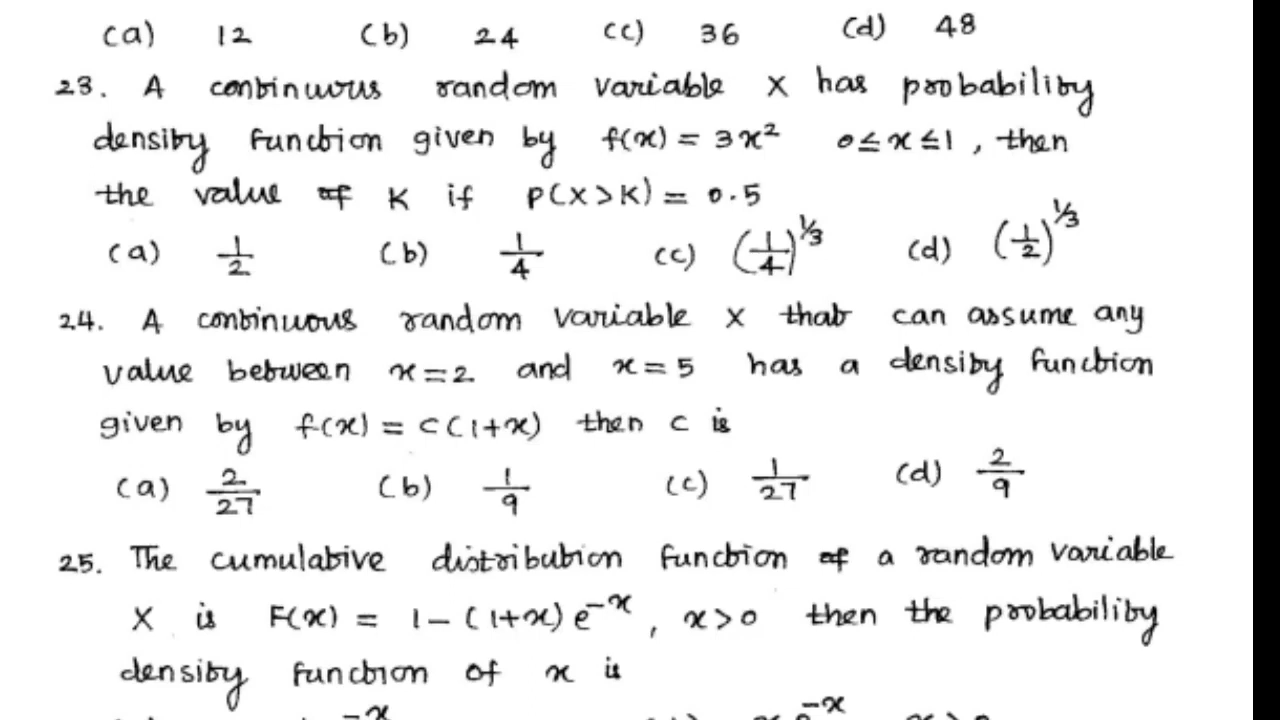 (a) 12 (b) 24 (c) 36 (d) 48
23. A continuous random variable X has probability
density function given by f(x) = 3x² 0≤x≤1, then
the value of K if P(X>K) = 0.5
(a) 1/2 (b) 1/4 (c) (1/4)^1/3 (d) (1/2)^1/3
24. A continuous random variable X that can assume any
value between x=2 and x=5 has a density function
given by f(x) = C(1+x) then C is
(a) 2/27 (b) 1/9 (c) 1/27 (d) 2/9
25. The cumulative distribution function of a random variable
X is F(x) = 1-(1+x)e^-x, x>0 then the probability
density function of x is